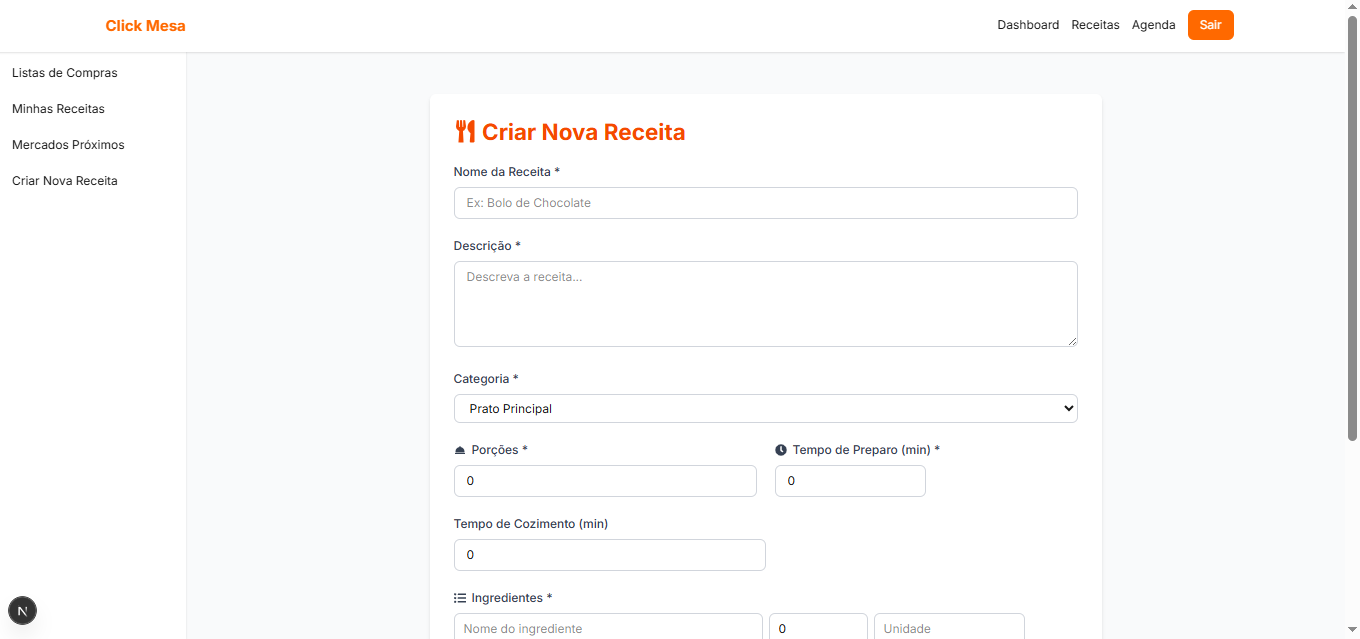 Click Mesa
Dashboard Receitas Agenda Sair
Listas de Compras
Minhas Receitas
Mercados Próximos
Criar Nova Receita
Criar Nova Receita
Nome da Receita *
Ex: Bolo de Chocolate
Descrição *
Descreva a receita...
Categoria *
Prato Principal
Porções * Tempo de Preparo (min) *
0 0
Tempo de Cozimento (min)
0
Ingredientes *
Nome do ingrediente 0 Unidade
N